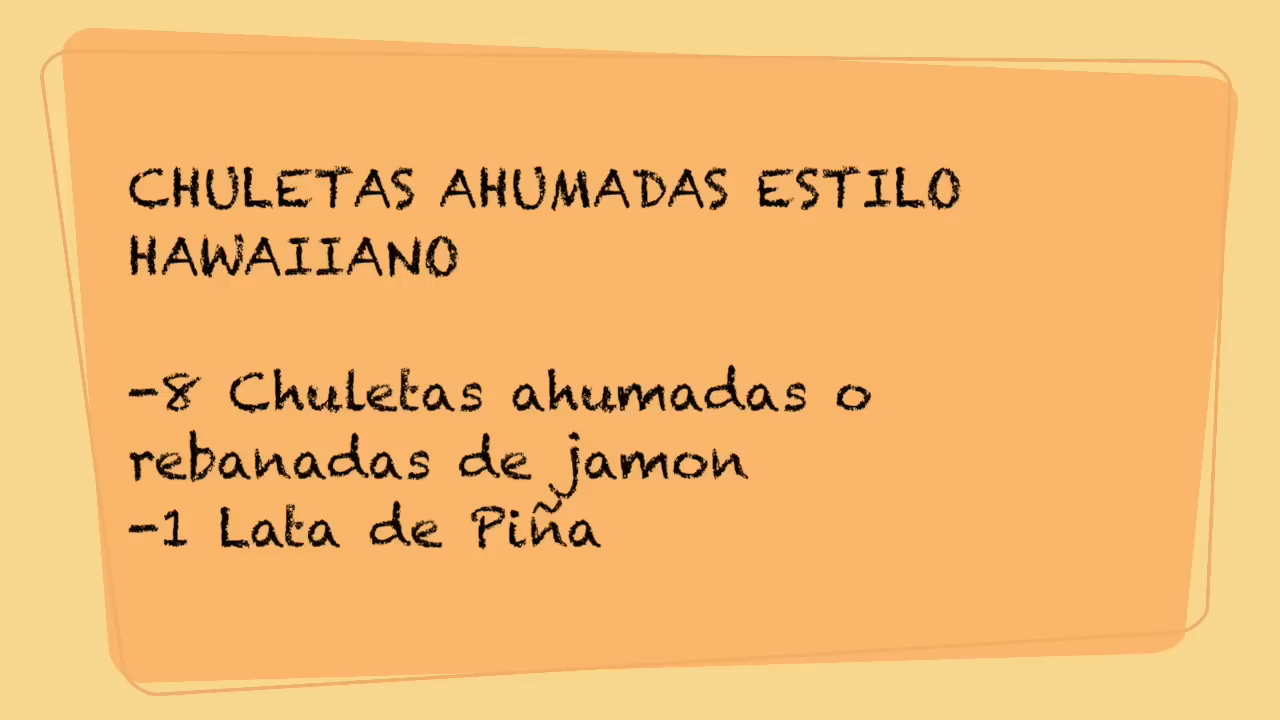 CHULETAS AHUMADAS ESTILO
HAWAIIANO
-8 Chuletas ahumadas o
rebanadas de jamon
-1 Lata de Piña